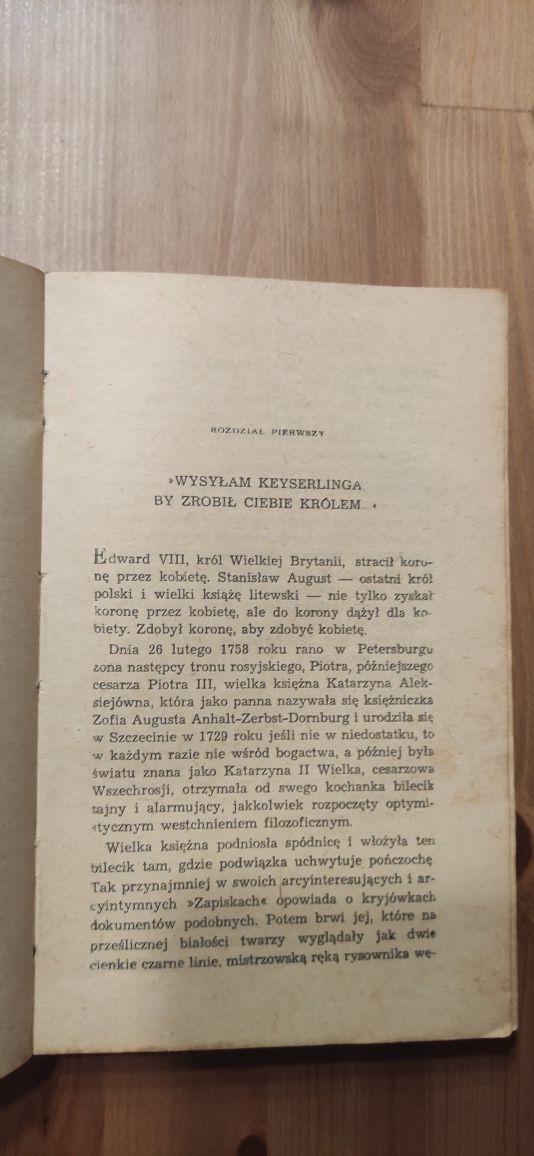 ROZDZIAŁ PIERWSZY
»WYSYŁAM KEYSERLINGA,
BY ZROBIŁ CIEBIE KRÓLEM...«
Edward VIII, król Wielkiej Brytanii, stracił koro-
nę przez kobietę. Stanisław August — ostatni król
polski i wielki książę litewski — nie tylko zyskał
koronę przez kobietę, ale do korony dążył dla ko-
biety. Zdobył koronę, aby zdobyć kobietę.
Dnia 26 lutego 1758 roku rano w Petersburgu
żona następcy tronu rosyjskiego, Piotra, późniejszego
cesarza Piotra III, wielka księżna Katarzyna Alek-
siejówna, która jako panna nazywała się księżniczka
Zofia Augusta Anhalt-Zerbst-Dornburg i urodziła się
w Szczecinie w 1729 roku jeśli nie w niedostatku, to
w każdym razie nie wśród bogactwa, a później była
światu znana jako Katarzyna II Wielka, cesarzowa
Wszechrosji, otrzymała od swego kochanka bilecik
tajny i alarmujący, jakkolwiek rozpoczęty optymi-
stycznym westchnieniem filozoficznym.
Wielka księżna podniosła spódnicę i włożyła ten
bilecik tam, gdzie podwiązka uchwytuje pończochę.
Tak przynajmniej w swoich arcyinteresujących i ar-
cyintymnych »Zapiskach« opowiada o kryjówkach
dokumentów podobnych. Potem brwi jej, które na
prześlicznej białości twarzy wyglądały jak dwie
cienkie czarne linie, mistrzowską ręką rysownika wę-